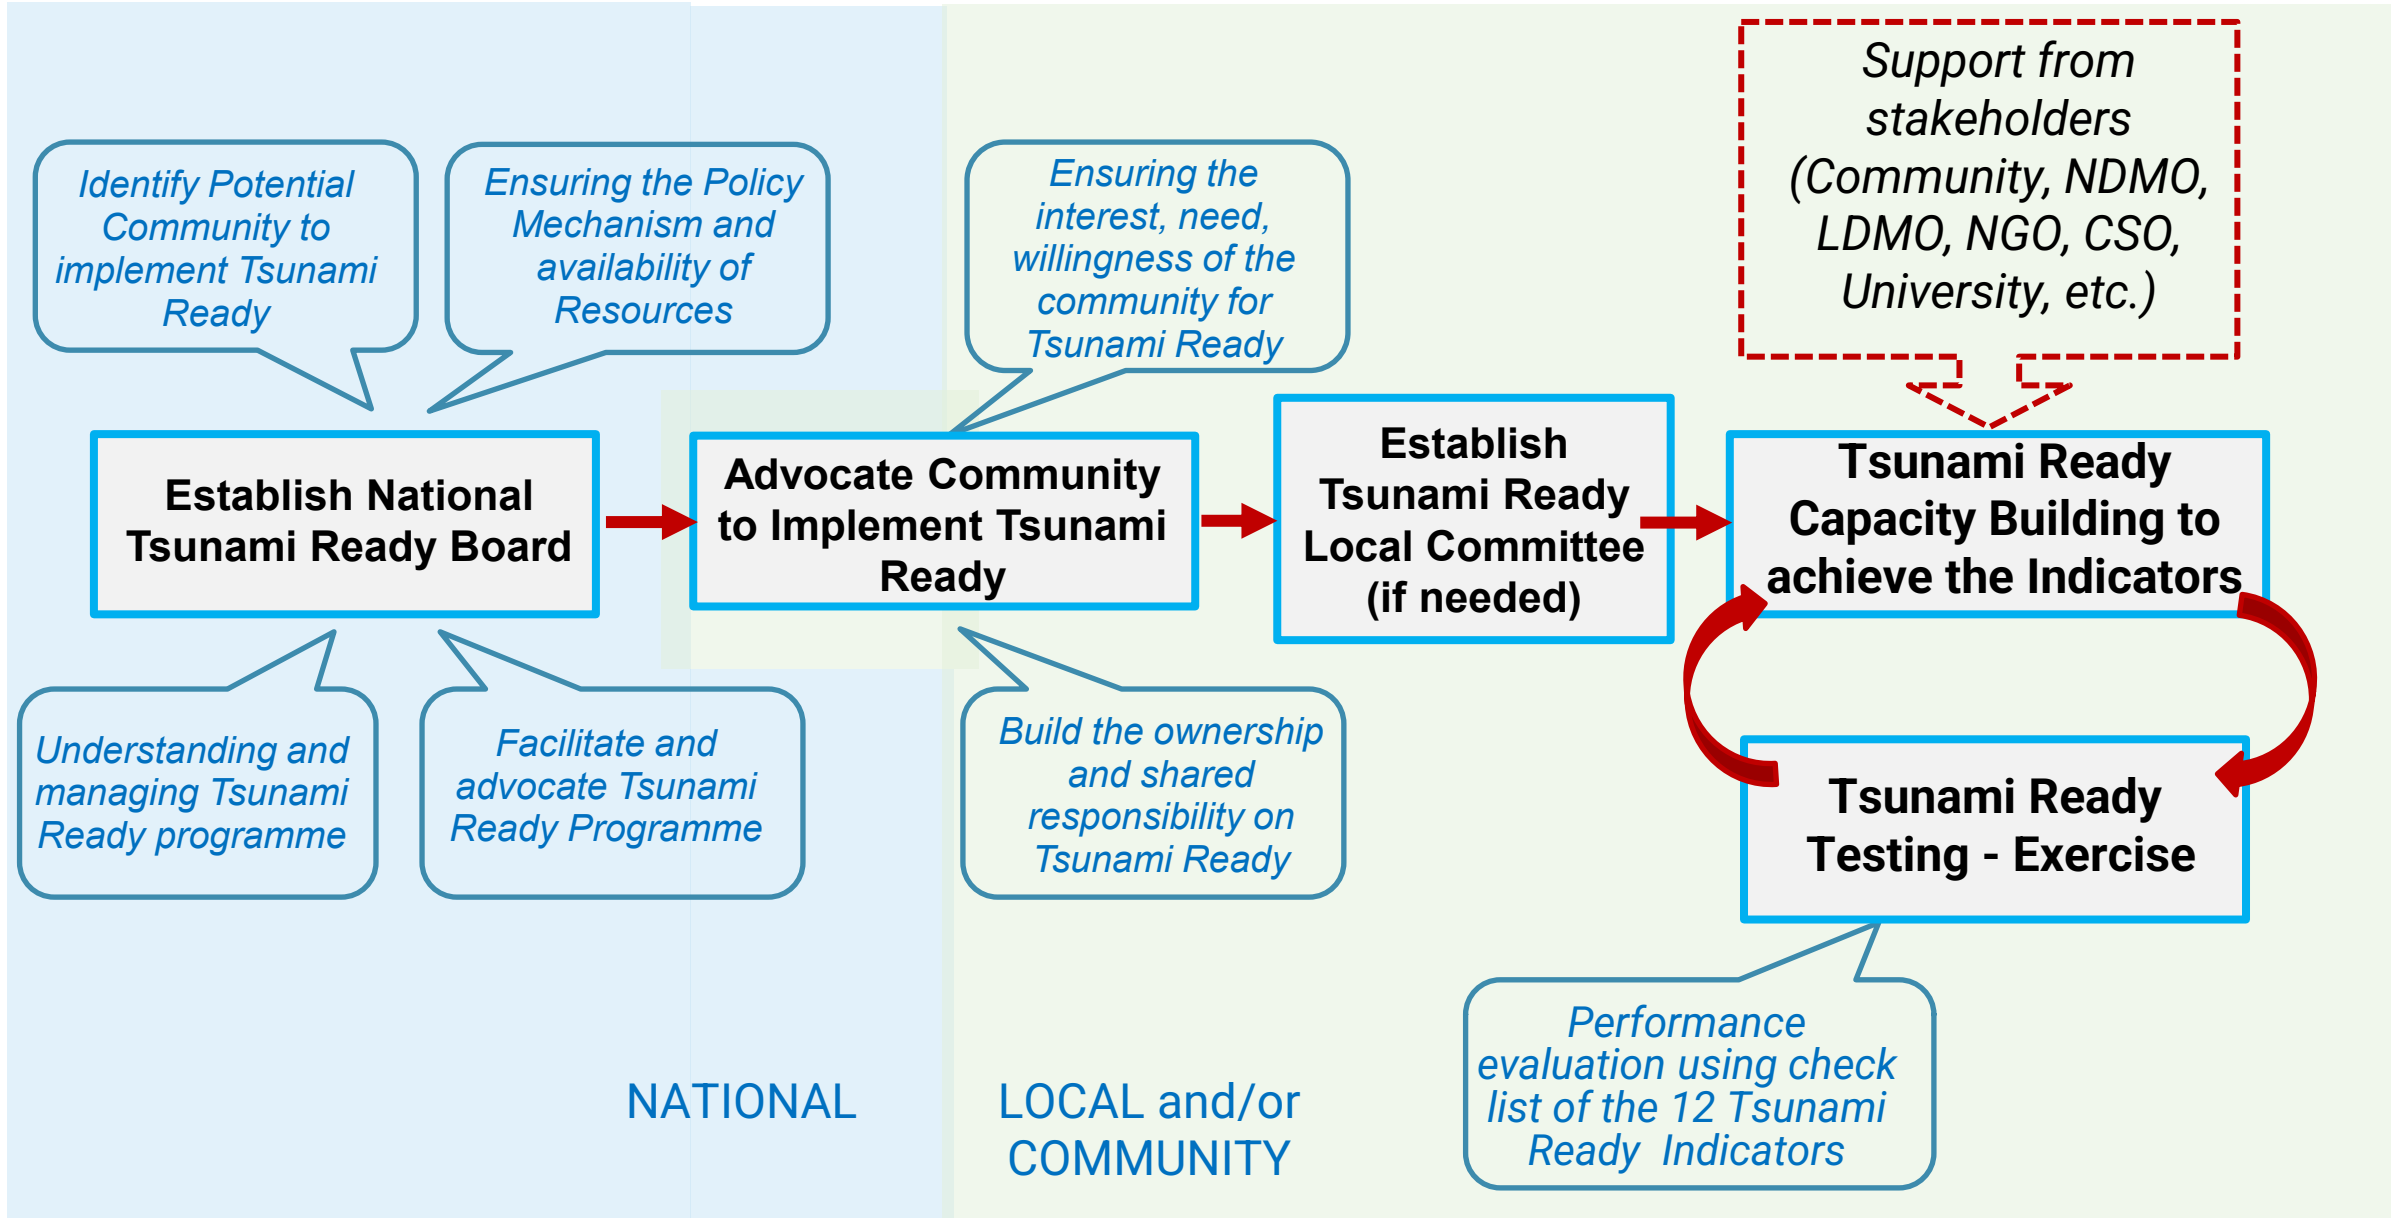 Identify Potential
Community to
implement Tsunami
Ready
Ensuring the Policy
Mechanism and
availability of
Resources
Ensuring the
interest, need,
willingness of the
community for
Tsunami Ready
Support from
stakeholders
(Community, NDMO,
LDMO, NGO, CSO,
University, etc.)
Establish National
Tsunami Ready Board
Advocate Community
to Implement Tsunami
Ready
Establish
Tsunami Ready
Local Committee
(if needed)
Tsunami Ready
Capacity Building to
achieve the Indicators
Understanding and
managing Tsunami
Ready programme
Facilitate and
advocate Tsunami
Ready Programme
Build the ownership
and shared
responsibility on
Tsunami Ready
Tsunami Ready
Testing - Exercise
Performance
evaluation using check
list of the 12 Tsunami
Ready Indicators
NATIONAL
LOCAL and/or
COMMUNITY